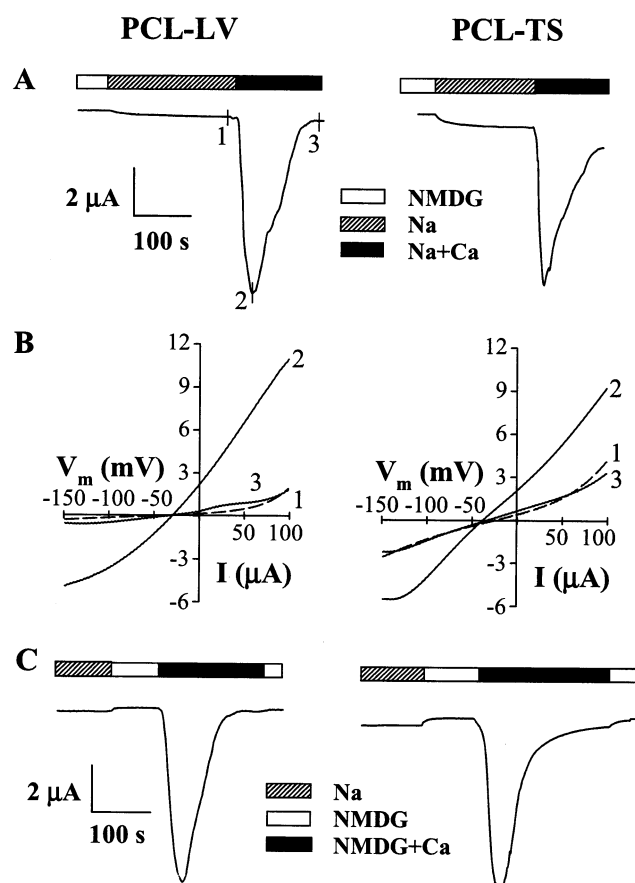 PCL-LV PCL-TS
A
1
2
3
2 μA
100 s
NMDG
Na
Na+Ca
B
12
9
6
3
-3
-6
Vm (mV)
-150 -100 -50
50 100
I (μA)
2
3
1
12
9
6
3
-3
-6
Vm (mV)
-150 -100 -50
50 100
I (μA)
2
1
3
C
2 μA
100 s
Na
NMDG
NMDG+Ca